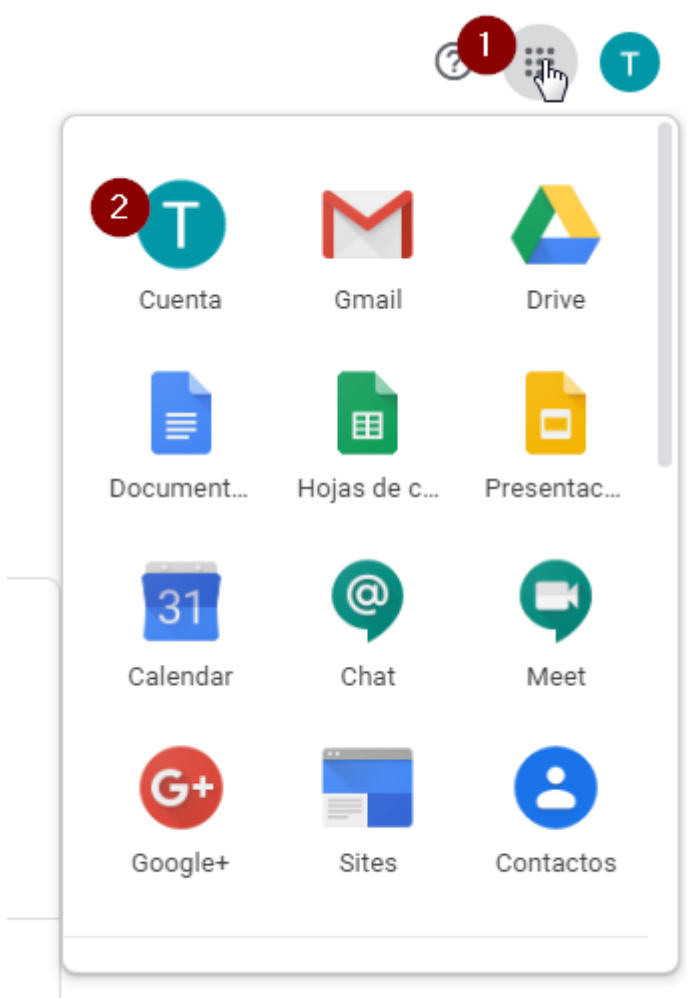 ? 1 T
2 T
Cuenta Gmail Drive
Document... Hojas de c... Presentac...
31 @
Calendar Chat Meet
G+
Google+ Sites Contactos